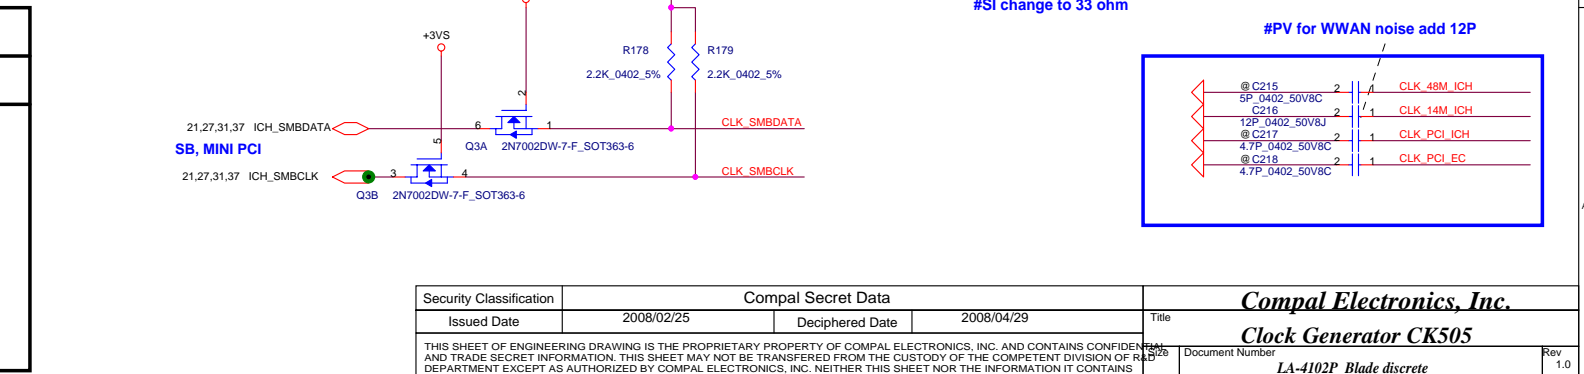 #SI change to 33 ohm
#PV for WWAN noise add 12P
+3VS
R178
R179
2.2K_0402_5%
2.2K_0402_5%
@ C215
2
1
CLK_48M_ICH
5P_0402_50V8C
C216
2
1
CLK_14M_ICH
12P_0402_50V8J
@ C217
2
1
CLK_PCI_ICH
4.7P_0402_50V8C
@ C218
2
1
CLK_PCI_EC
4.7P_0402_50V8C
2
21,27,31,37 ICH_SMBDATA
6
1
CLK_SMBDATA
Q3A 2N7002DW-7-F_SOT363-6
SB, MINI PCI
5
21,27,31,37 ICH_SMBCLK
3
4
CLK_SMBCLK
Q3B 2N7002DW-7-F_SOT363-6
Security Classification
Compal Secret Data
Compal Electronics, Inc.
Issued Date
2008/02/25
Deciphered Date
2008/04/29
Title
Clock Generator CK505
THIS SHEET OF ENGINEERING DRAWING IS THE PROPRIETARY PROPERTY OF COMPAL ELECTRONICS, INC. AND CONTAINS CONFIDENTIAL
AND TRADE SECRET INFORMATION. THIS SHEET MAY NOT BE TRANSFERED FROM THE CUSTODY OF THE COMPETENT DIVISION OF R&D
DEPARTMENT EXCEPT AS AUTHORIZED BY COMPAL ELECTRONICS, INC. NEITHER THIS SHEET NOR THE INFORMATION IT CONTAINS
Size
Document Number
Rev
LA-4102P Blade discrete
1.0